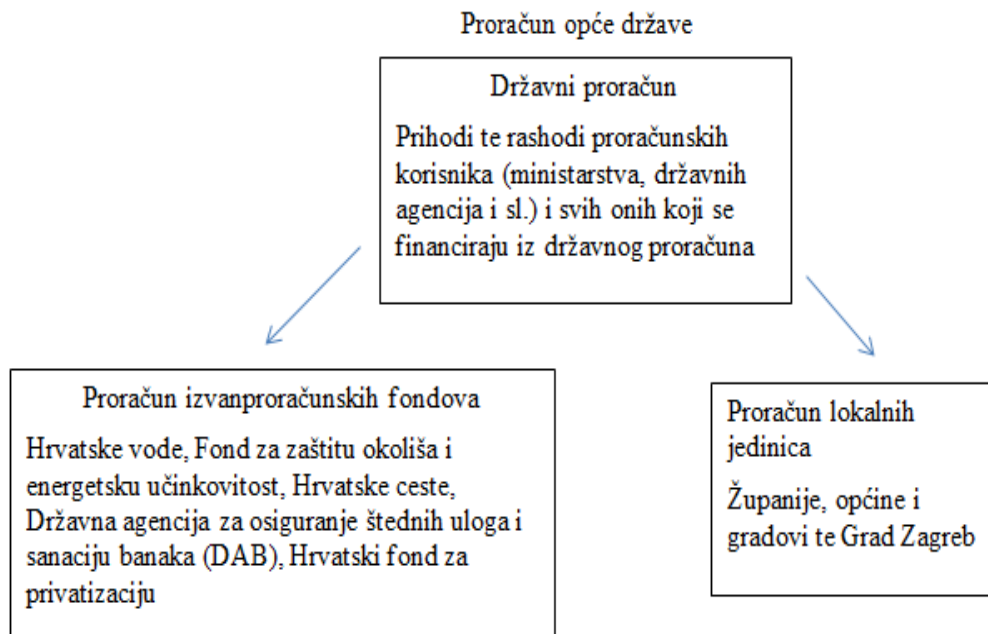 Proračun opće države
Državni proračun
Prihodi te rashodi proračunskih
korisnika (ministarstva, državnih
agencija i sl.) i svih onih koji se
financiraju iz državnog proračuna
Proračun izvanproračunskih fondova
Hrvatske vode, Fond za zaštitu okoliša i
energetsku učinkovitost, Hrvatske ceste,
Državna agencija za osiguranje štednih uloga i
sanaciju banaka (DAB), Hrvatski fond za
privatizaciju
Proračun lokalnih
jedinica
Županije, općine i
gradovi te Grad Zagreb